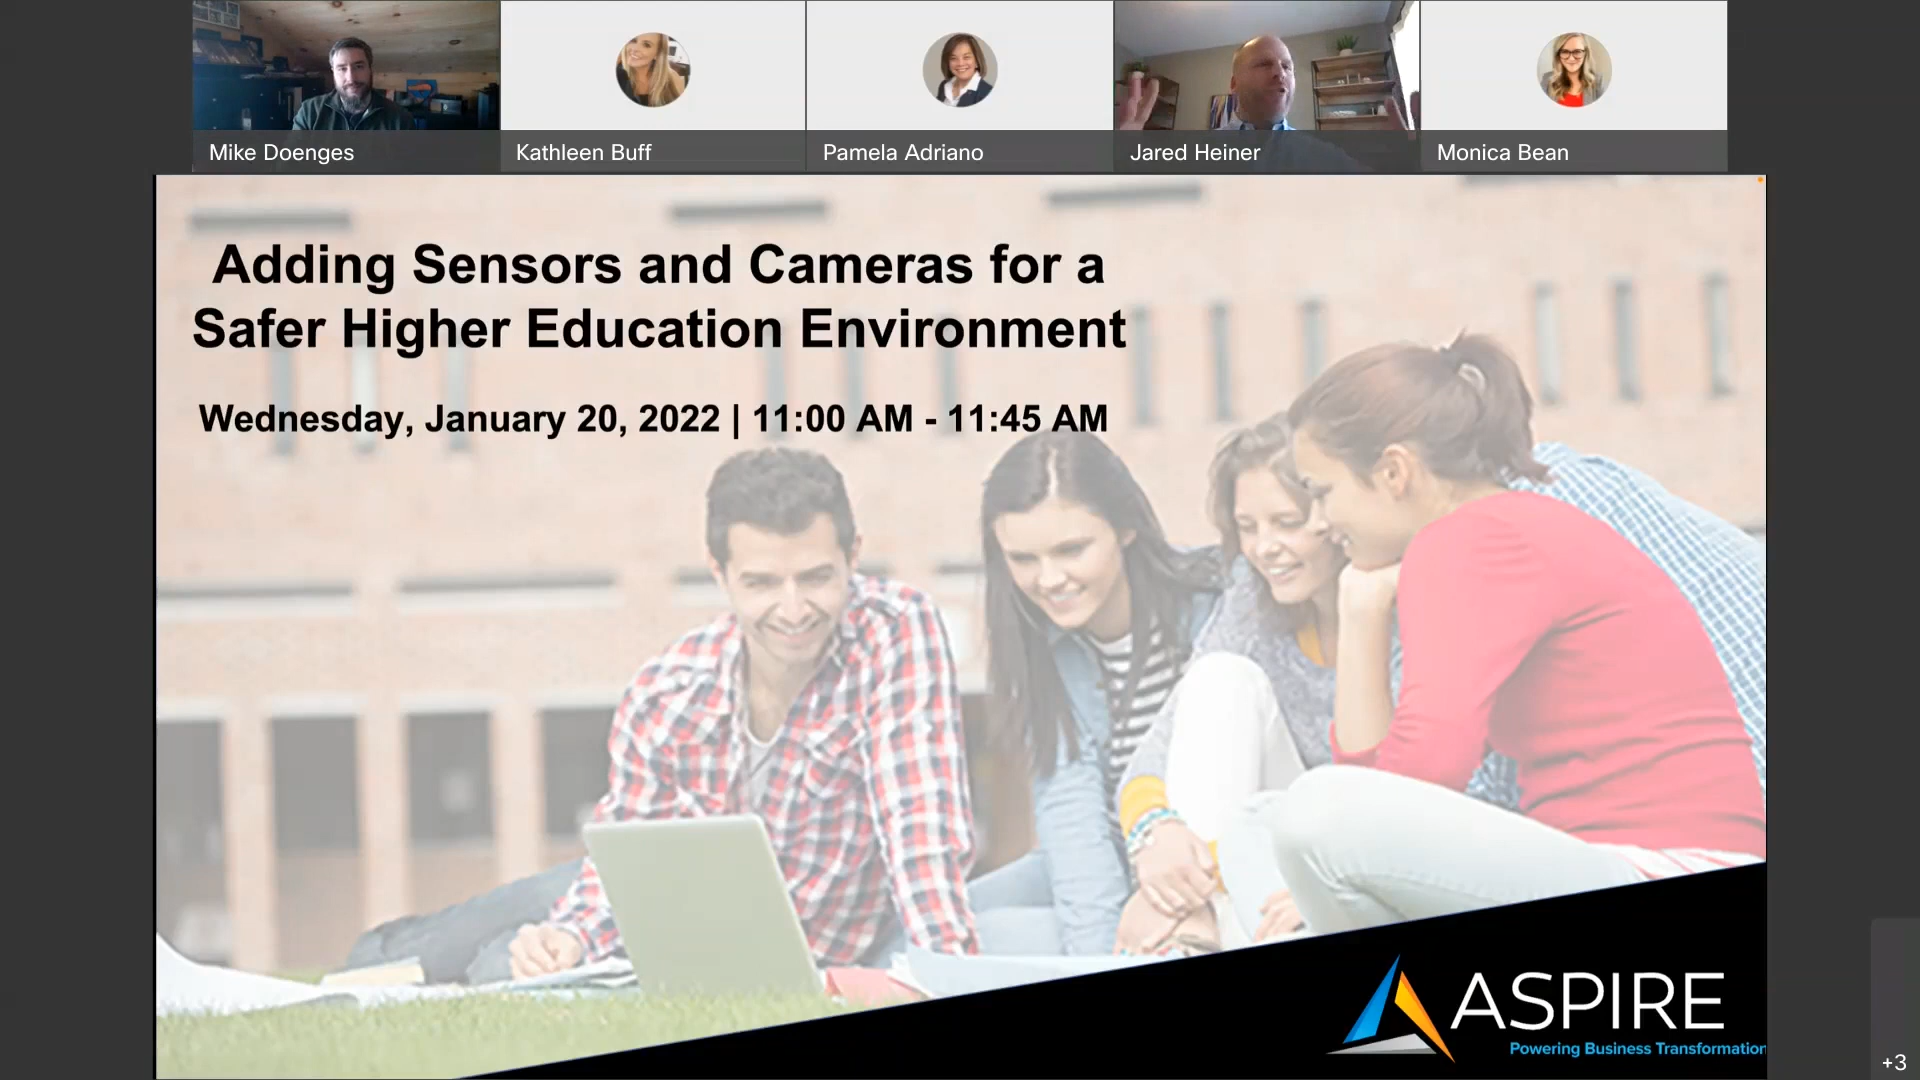 Mike Doenges
Kathleen Buff
Pamela Adriano
Jared Heiner
Monica Bean
Adding Sensors and Cameras for a
Safer Higher Education Environment
Wednesday, January 20, 2022 | 11:00 AM - 11:45 AM
ASPIRE
Powering Business Transformation
+3